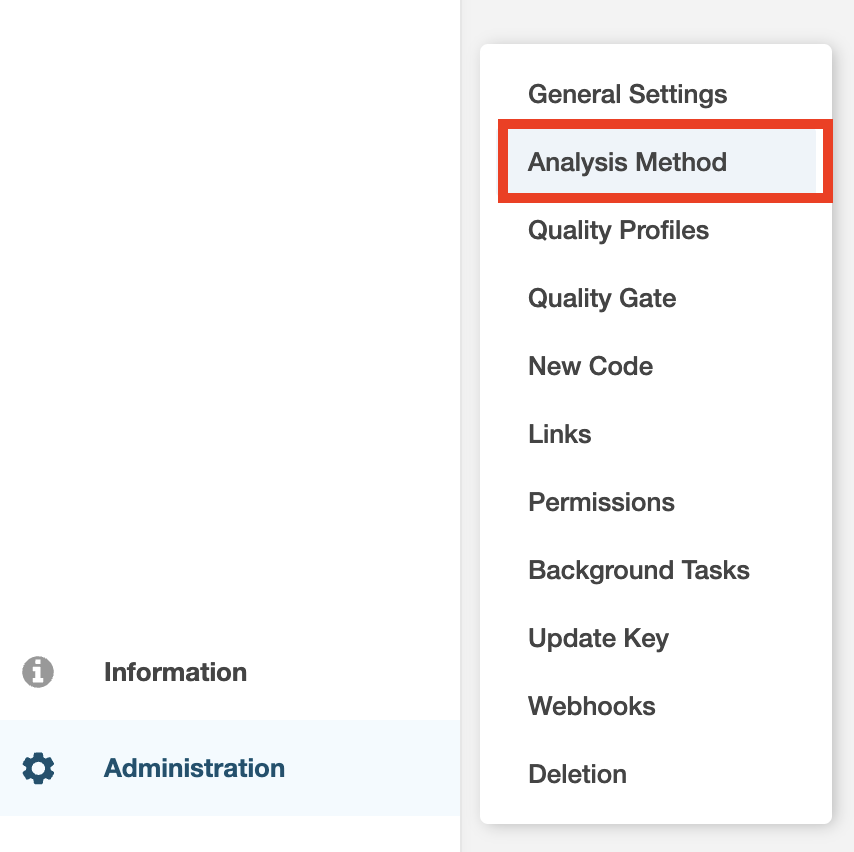 General Settings
Analysis Method
Quality Profiles
Quality Gate
New Code
Links
Permissions
Background Tasks
Update Key
Webhooks
Deletion
Information
Administration